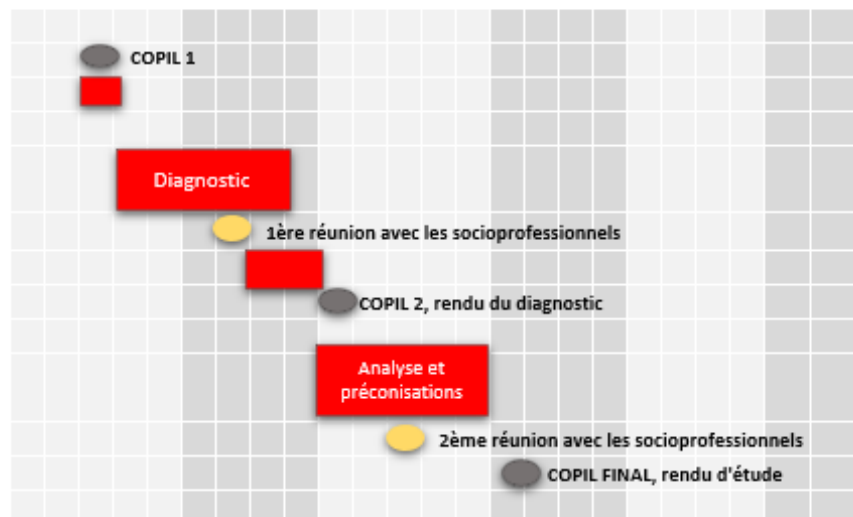 COPIL 1
Diagnostic
1ère réunion avec les socioprofessionnels
COPIL 2, rendu du diagnostic
Analyse et
préconisations
2ème réunion avec les socioprofessionnels
COPIL FINAL, rendu d'étude